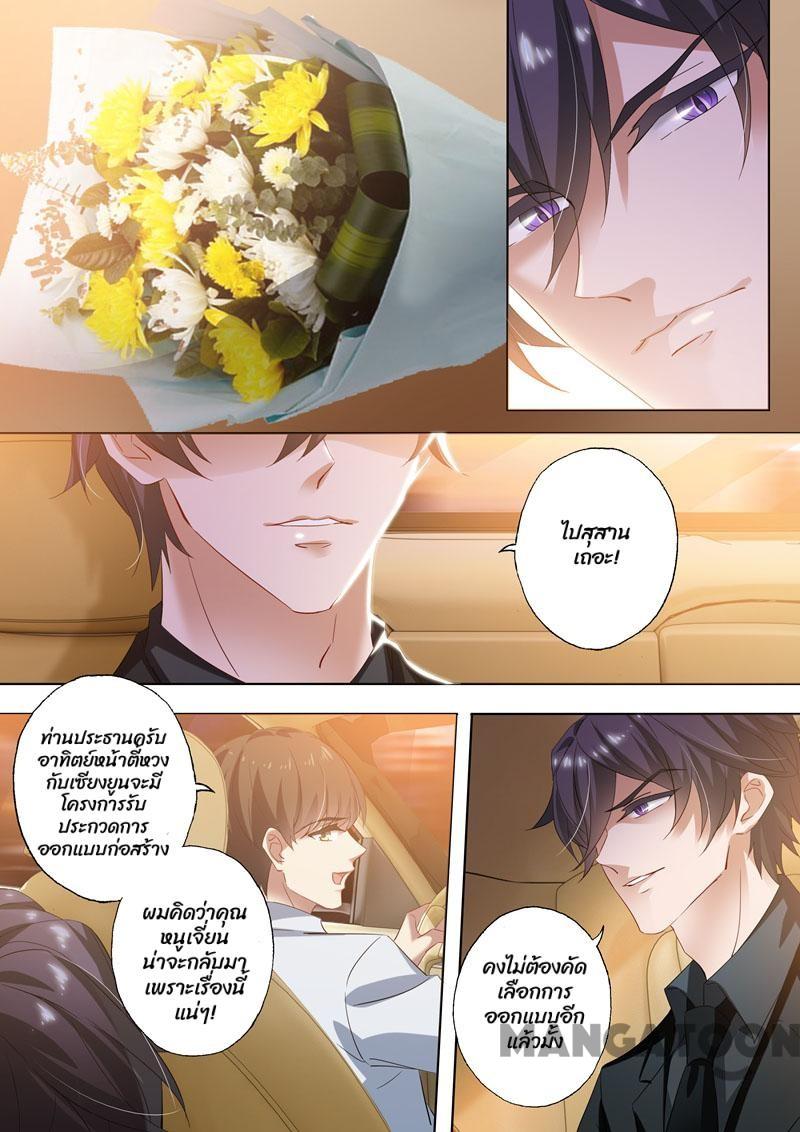 ไปสุสาน
เถอะ!
ท่านประธานครับ
อาทิตย์หน้าตี้หวง
กับเซียงยูนจะมี
โครงการรับ
ประกวดการ
ออกแบบก่อสร้าง
ผมคิดว่าคุณ
หนูเจี่ยน
น่าจะกลับมา
เพราะเรื่องนี้
แน่ๆ!
คงไม่ต้องคัด
เลือกการ
ออกแบบอีก
แล้วมั้ง
MANGATOON